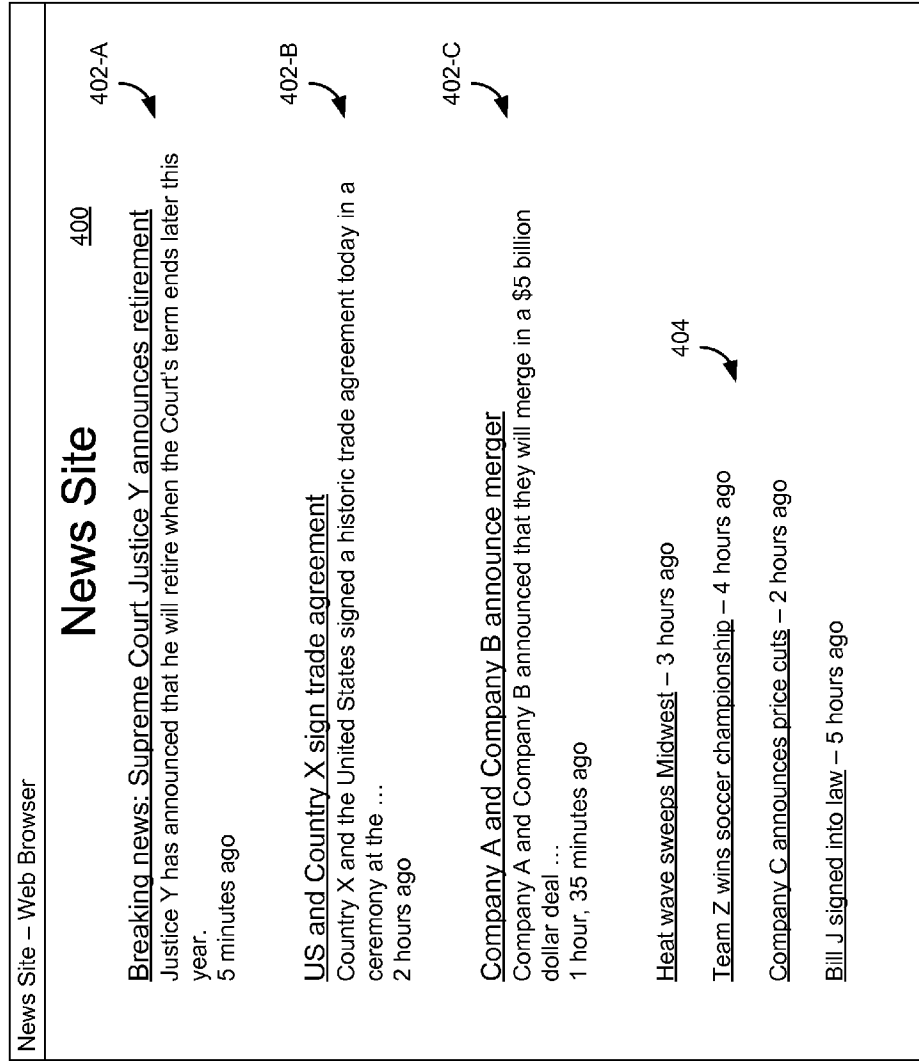 News Site – Web Browser
News Site
400
402-A
Breaking news: Supreme Court Justice Y announces retirement
Justice Y has announced that he will retire when the Court's term ends later this
year.
5 minutes ago
402-B
US and Country X sign trade agreement
Country X and the United States signed a historic trade agreement today in a
ceremony at the ...
2 hours ago
402-C
Company A and Company B announce merger
Company A and Company B announced that they will merge in a $5 billion
dollar deal ...
1 hour, 35 minutes ago
404
Heat wave sweeps Midwest – 3 hours ago
Team Z wins soccer championship – 4 hours ago
Company C announces price cuts – 2 hours ago
Bill J signed into law – 5 hours ago